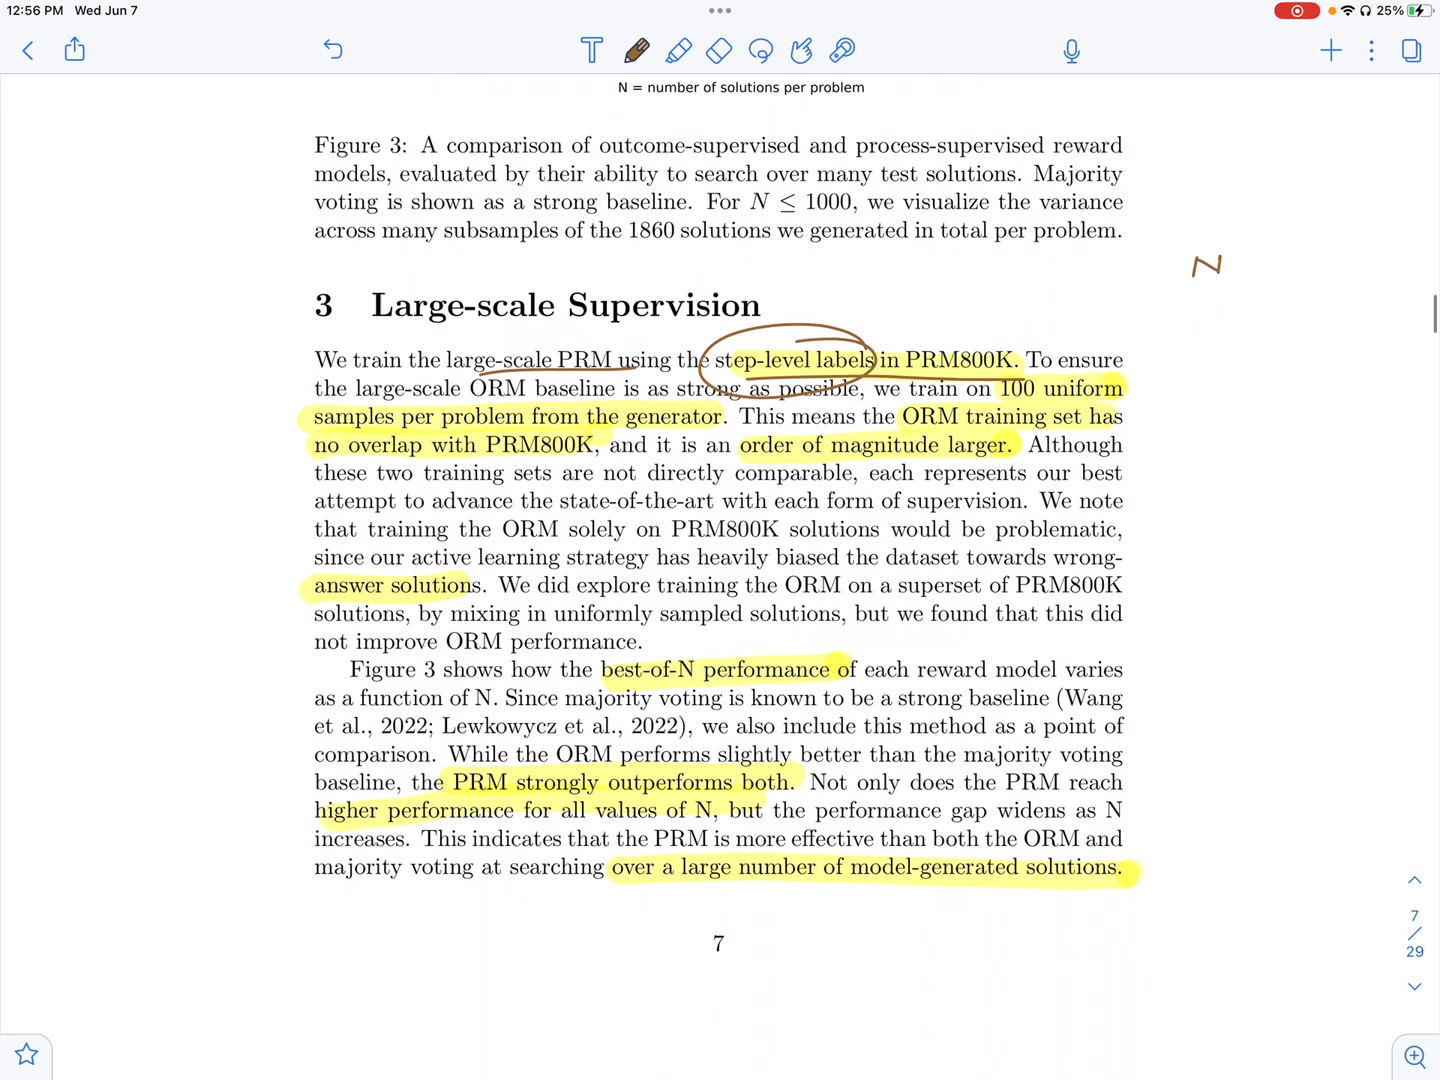 12:56 PM Wed Jun 7
25%
N = number of solutions per problem
Figure 3: A comparison of outcome-supervised and process-supervised reward
models, evaluated by their ability to search over many test solutions. Majority
voting is shown as a strong baseline. For N ≤ 1000, we visualize the variance
across many subsamples of the 1860 solutions we generated in total per problem.
N
3 Large-scale Supervision
We train the large-scale PRM using the step-level labels in PRM800K. To ensure
the large-scale ORM baseline is as strong as possible, we train on 100 uniform
samples per problem from the generator. This means the ORM training set has
no overlap with PRM800K, and it is an order of magnitude larger. Although
these two training sets are not directly comparable, each represents our best
attempt to advance the state-of-the-art with each form of supervision. We note
that training the ORM solely on PRM800K solutions would be problematic,
since our active learning strategy has heavily biased the dataset towards wrong-
answer solutions. We did explore training the ORM on a superset of PRM800K
solutions, by mixing in uniformly sampled solutions, but we found that this did
not improve ORM performance.
Figure 3 shows how the best-of-N performance of each reward model varies
as a function of N. Since majority voting is known to be a strong baseline (Wang
et al., 2022; Lewkowycz et al., 2022), we also include this method as a point of
comparison. While the ORM performs slightly better than the majority voting
baseline, the PRM strongly outperforms both. Not only does the PRM reach
higher performance for all values of N, but the performance gap widens as N
increases. This indicates that the PRM is more effective than both the ORM and
majority voting at searching over a large number of model-generated solutions.
7
7
/
29